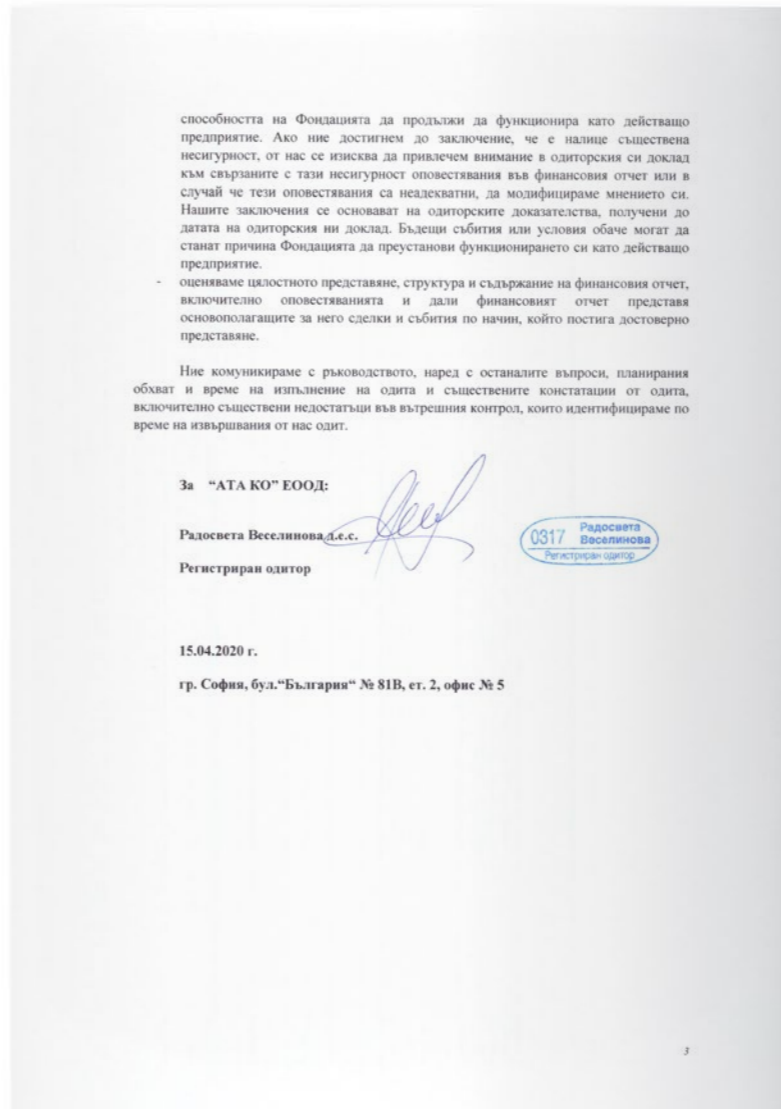 способността на Фондацията да продължи да функционира като действащо
предприятие. Ако ние достигнем до заключение, че е налице съществена
несигурност, от нас се изисква да привлечем внимание в одиторския си доклад
към свързаните с тази несигурност оповестявания във финансовия отчет или в
случай че тези оповестявания са неадекватни, да модифицираме мнението си.
Нашите заключения се основават на одиторските доказателства, получени до
датата на одиторския ни доклад. Бъдещи събития или условия обаче могат да
станат причина Фондацията да преустанови функционирането си като действащо
предприятие.
- оценяваме цялостното представяне, структура и съдържание на финансовия отчет,
включително оповестяванията и дали финансовият отчет представя
основополагащите за него сделки и събития по начин, който постига достоверно
представяне.
Ние комуникираме с ръководството, наред с останалите въпроси, планирания
обхват и време на изпълнение на одита и съществените констатации от одита,
включително съществени недостатъци във вътрешния контрол, които идентифицираме по
време на извършвания от нас одит.
За “АТА КО” ЕООД:
Радосвета Веселинова д.е.с.
0317 Радосвета
Веселинова
Регистриран одитор
Регистриран одитор
15.04.2020 г.
гр. София, бул.“България“ № 81В, ет. 2, офис № 5
3